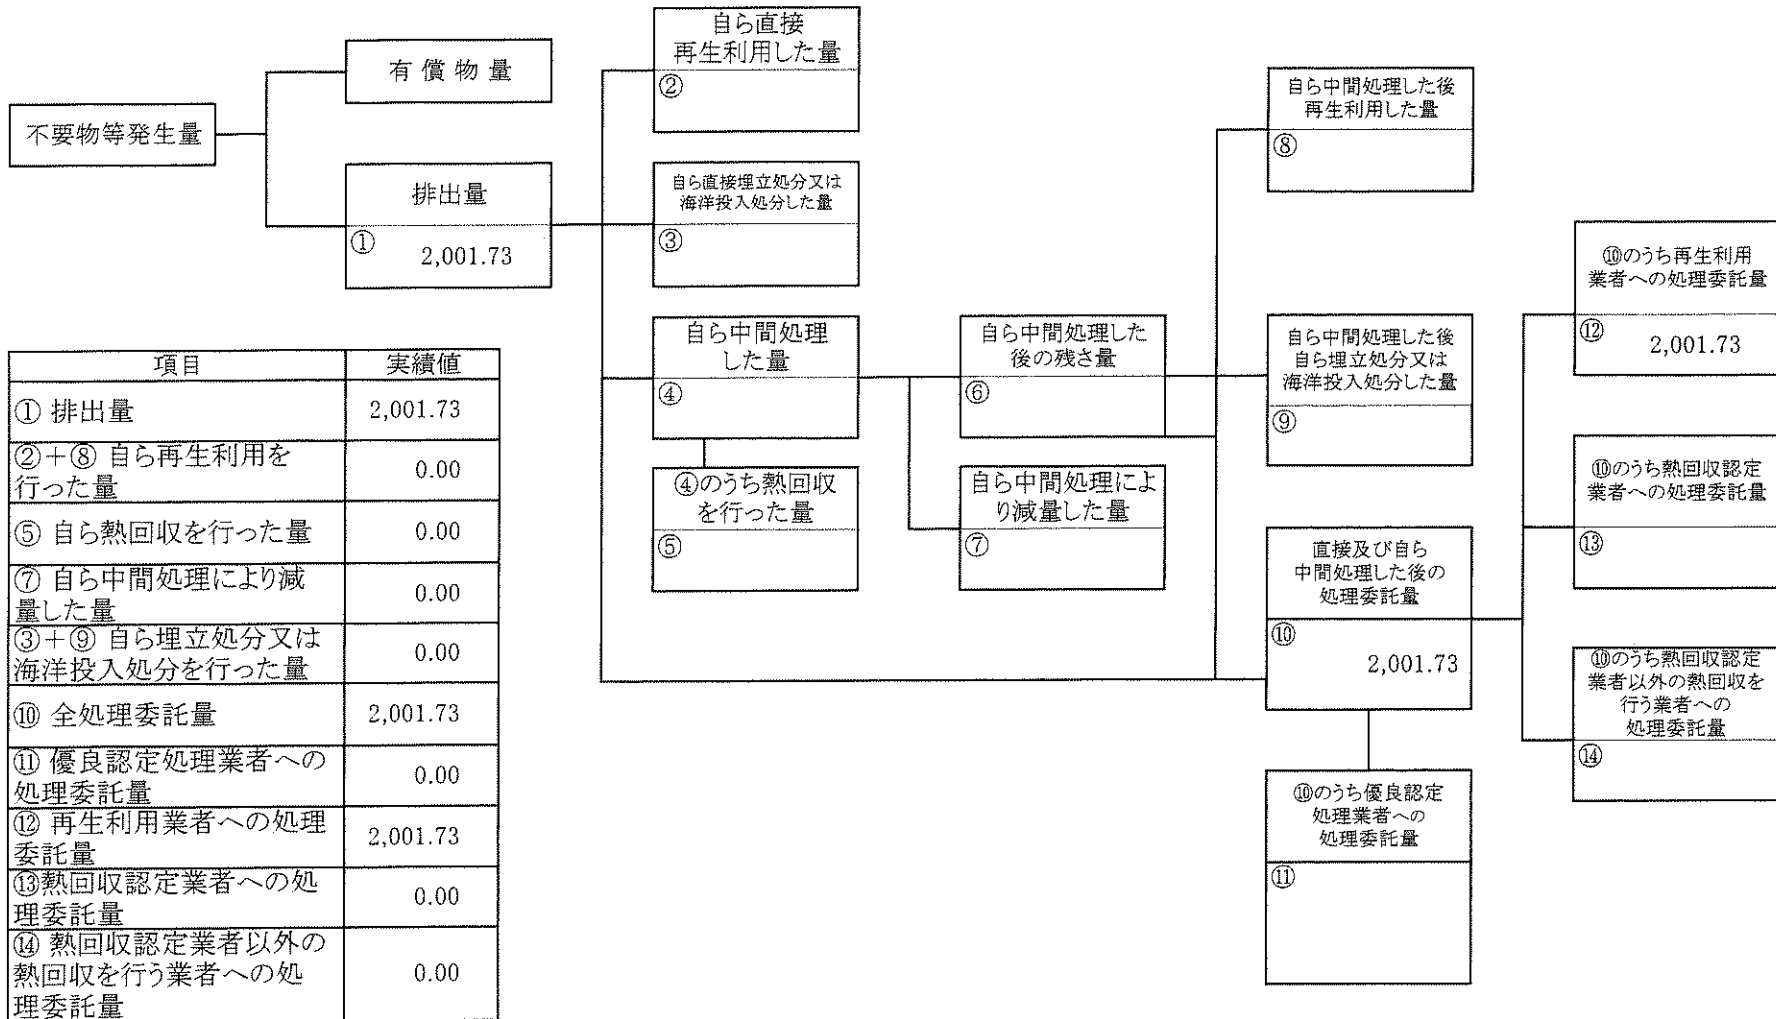 不要物等発生量
有償物量
排出量
①
2,001.73
自ら直接
再生利用した量
②
自ら直接埋立処分又は
海洋投入処分した量
③
自ら中間処理
した量
④
④のうち熱回収
を行った量
⑤
自ら中間処理した
後の残さ量
⑥
自ら中間処理によ
り減量した量
⑦
自ら中間処理した後
再生利用した量
⑧
自ら中間処理した後
自ら埋立処分又は
海洋投入処分した量
⑨
直接及び自ら
中間処理した後の
処理委託量
⑩
2,001.73
⑩のうち優良認定
処理業者への
処理委託量
⑪
⑩のうち再生利用
業者への処理委託量
⑫
2,001.73
⑩のうち熱回収認定
業者への処理委託量
⑬
⑩のうち熱回収認定
業者以外の熱回収を
行う業者への
処理委託量
⑭
項目 実績値
① 排出量 2,001.73
②+⑧ 自ら再生利用を
行った量 0.00
⑤ 自ら熱回収を行った量 0.00
⑦ 自ら中間処理により減
量した量 0.00
③+⑨ 自ら埋立処分又は
海洋投入処分を行った量 0.00
⑩ 全処理委託量 2,001.73
⑪ 優良認定処理業者への
処理委託量 0.00
⑫ 再生利用業者への処理
委託量 2,001.73
⑬熱回収認定業者への処
理委託量 0.00
⑭ 熱回収認定業者以外の
熱回収を行う業者への処
理委託量 0.00